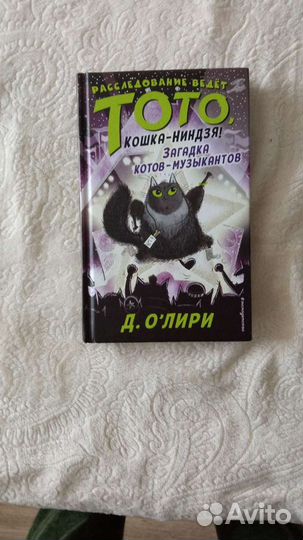 РАССЛЕДОВАНИЕ ВЕДЁТ
ТОТО,
КОШКА-НИНДЗЯ!
ЗАГАДКА
КОТОВ-МУЗЫКАНТОВ
Д. О'ЛИРИ
Avito